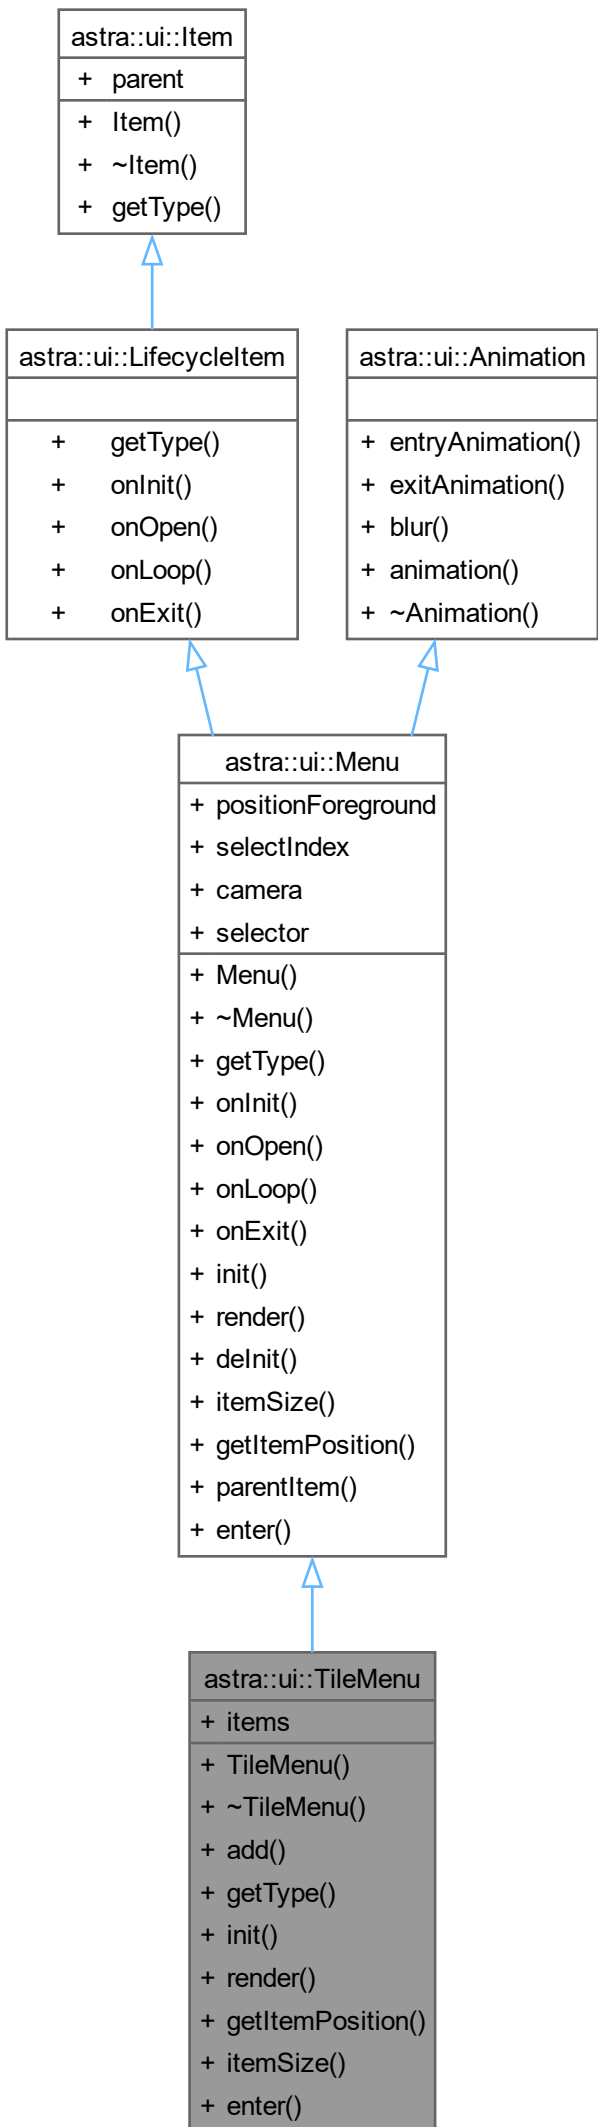 astra::ui::Item
+ parent
+ Item()
+ ~Item()
+ getType()
astra::ui::LifecycleItem
+ getType()
+ onInit()
+ onOpen()
+ onLoop()
+ onExit()
astra::ui::Animation
+ entryAnimation()
+ exitAnimation()
+ blur()
+ animation()
+ ~Animation()
astra::ui::Menu
+ positionForeground
+ selectIndex
+ camera
+ selector
+ Menu()
+ ~Menu()
+ getType()
+ onInit()
+ onOpen()
+ onLoop()
+ onExit()
+ init()
+ render()
+ deInit()
+ itemSize()
+ getItemPosition()
+ parentItem()
+ enter()
astra::ui::TileMenu
+ items
+ TileMenu()
+ ~TileMenu()
+ add()
+ getType()
+ init()
+ render()
+ getItemPosition()
+ itemSize()
+ enter()